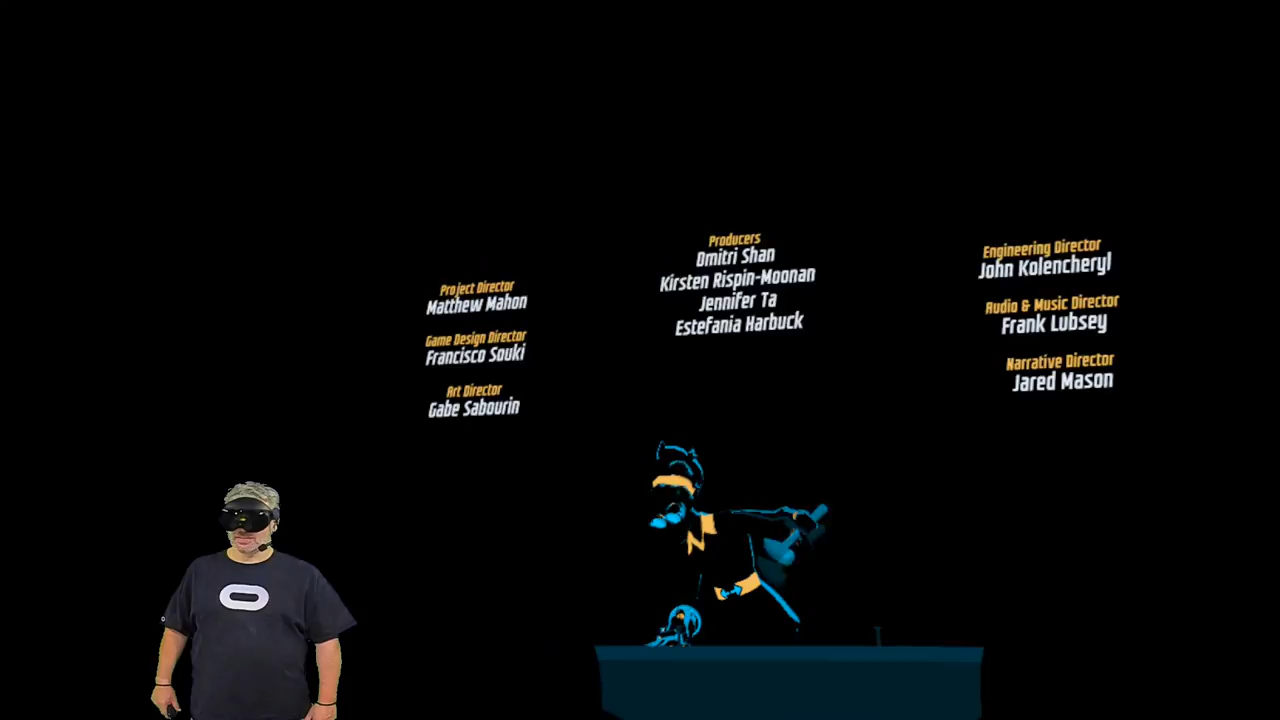 Project Director
Matthew Mahon
Game Design Director
Francisco Souki
Art Director
Gabe Sabourin
Producers
Dmitri Shan
Kirsten Rispin-Moonan
Jennifer Ta
Estefania Harbuck
Engineering Director
John Kolencheryl
Audio & Music Director
Frank Lubsey
Narrative Director
Jared Mason